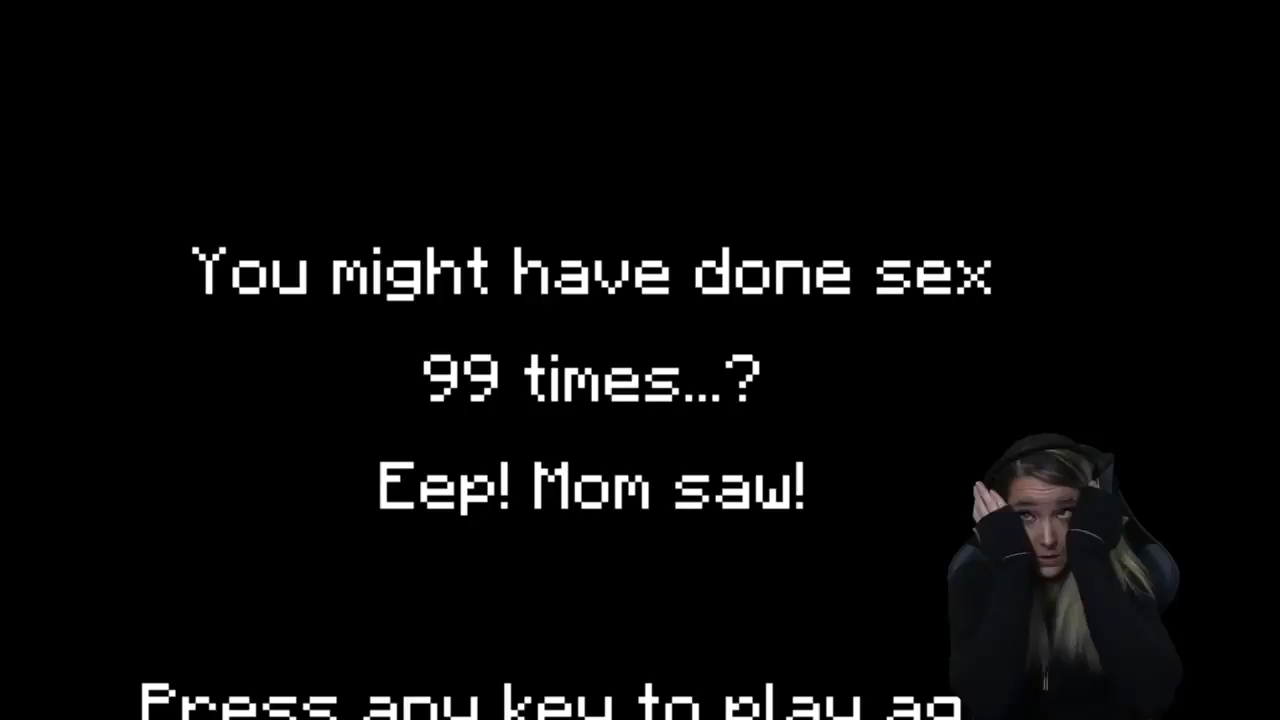 You might have done sex
99 times...?
Eep! Mom saw!
Press any key to play ag